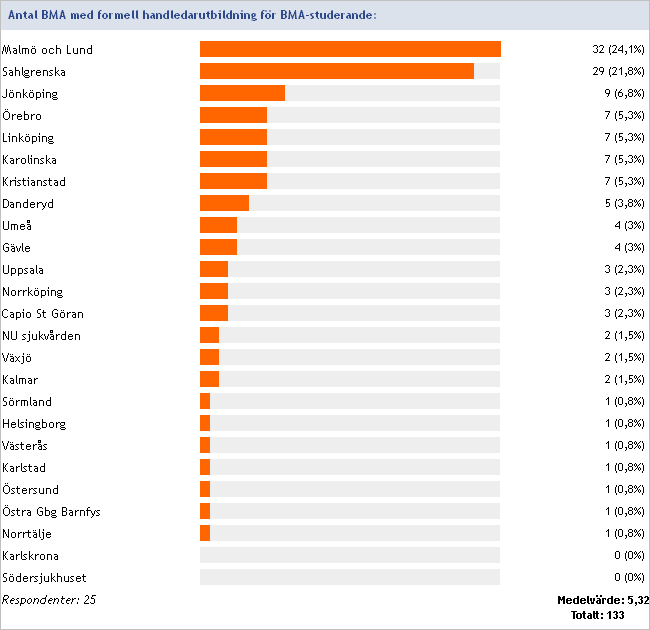 Antal BMA med formell handledarutbildning för BMA-studerande:
Malmö och Lund 32 (24,1%)
Sahlgrenska 29 (21,8%)
Jönköping 9 (6,8%)
Örebro 7 (5,3%)
Linköping 7 (5,3%)
Karolinska 7 (5,3%)
Kristianstad 7 (5,3%)
Danderyd 5 (3,8%)
Umeå 4 (3%)
Gävle 4 (3%)
Uppsala 3 (2,3%)
Norrköping 3 (2,3%)
Capio St Göran 3 (2,3%)
NU sjukvården 2 (1,5%)
Växjö 2 (1,5%)
Kalmar 2 (1,5%)
Sörmland 1 (0,8%)
Helsingborg 1 (0,8%)
Västerås 1 (0,8%)
Karlstad 1 (0,8%)
Östersund 1 (0,8%)
Östra Gbg Barnfys 1 (0,8%)
Norrtälje 1 (0,8%)
Karlskrona 0 (0%)
Södersjukhuset 0 (0%)
Respondenter: 25 Medelvärde: 5,32
Totalt: 133